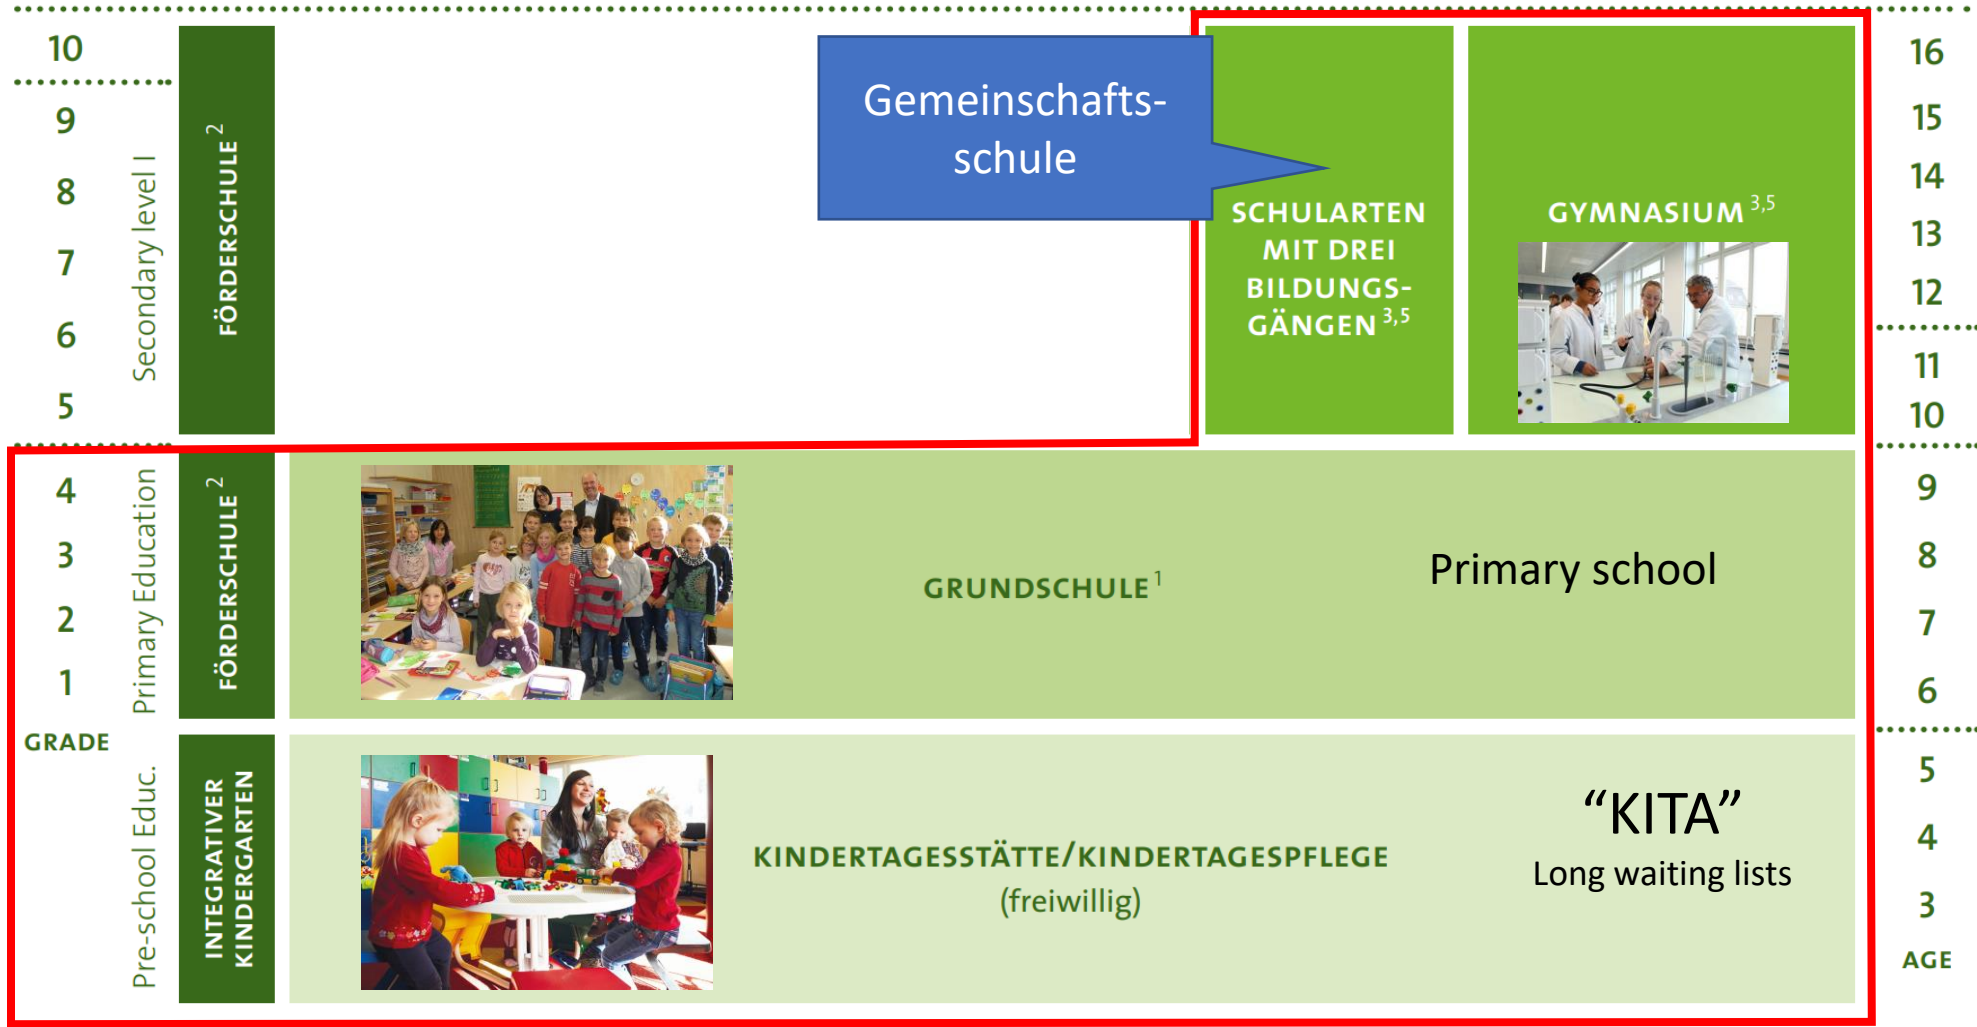 10
9
8
7
6
5
Secondary level I
FÖRDERSCHULE 2
Gemeinschafts-
schule
SCHULARTEN
MIT DREI
BILDUNGS-
GÄNGEN 3,5
GYMNASIUM 3,5
16
15
14
13
12
11
10
4
3
2
1
GRADE
Primary Education
FÖRDERSCHULE 2
GRUNDSCHULE 1
Primary school
9
8
7
6
Pre-school Educ.
INTEGRATIVER
KINDERGARTEN
KINDERTAGESSTÄTTE/KINDERTAGESPFLEGE
(freiwillig)
“KITA”
Long waiting lists
5
4
3
AGE